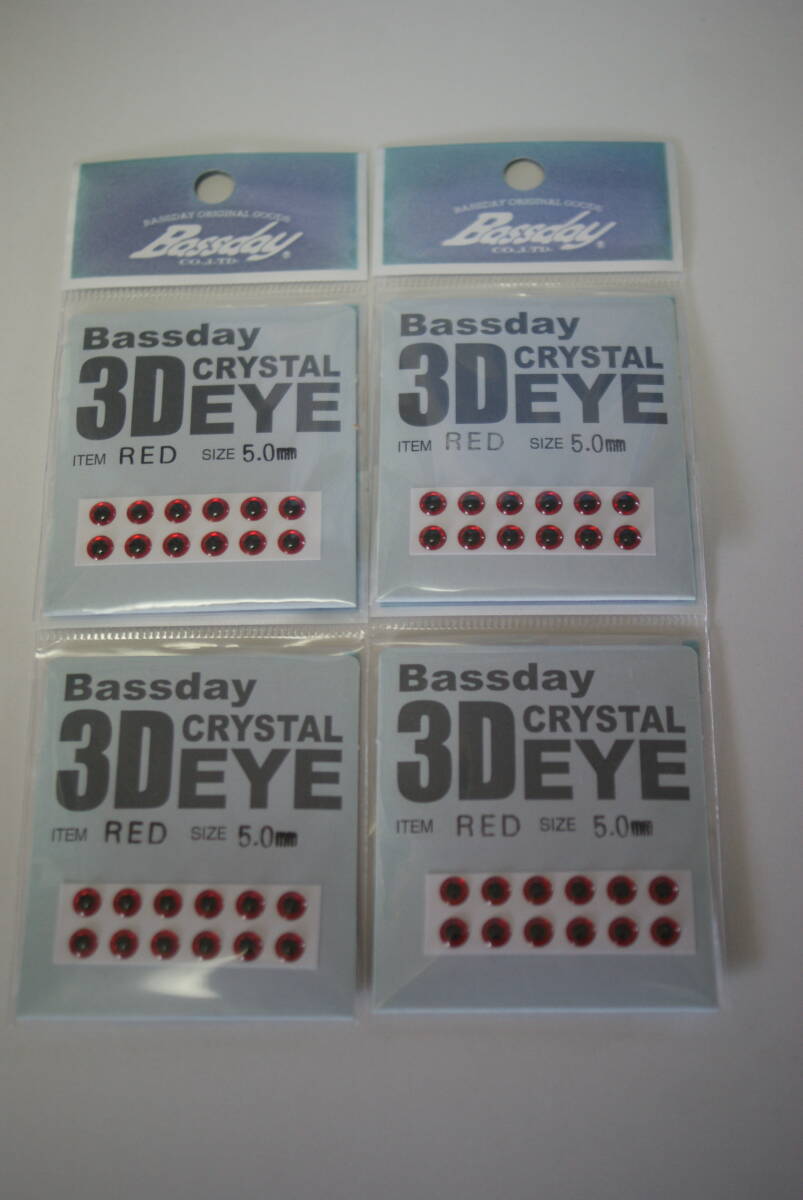 BASSDAY ORIGINAL GOODS
Bassday®
CO.,LTD.
Bassday
3D CRYSTAL EYE
ITEM RED SIZE 5.0mm
BASSDAY ORIGINAL GOODS
Bassday®
CO.,LTD.
Bassday
3D CRYSTAL EYE
ITEM RED SIZE 5.0mm
Bassday
3D CRYSTAL EYE
ITEM RED SIZE 5.0mm
Bassday
3D CRYSTAL EYE
ITEM RED SIZE 5.0mm